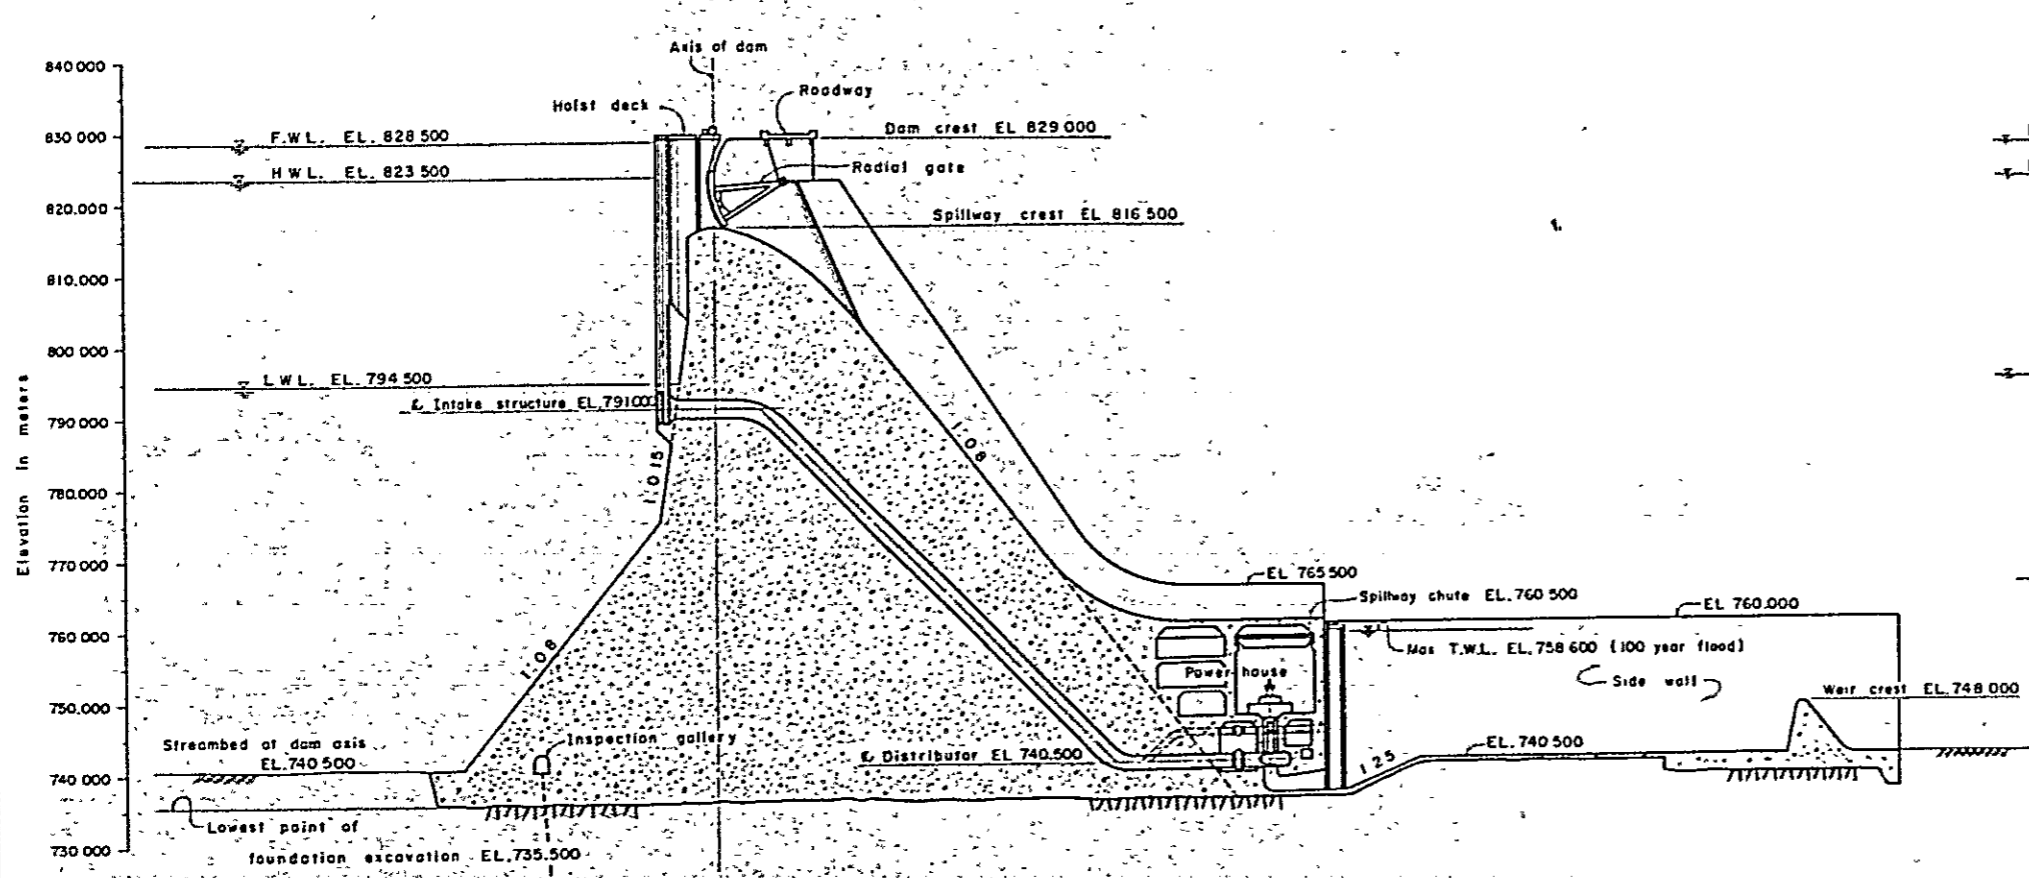 Axis of dam
840 000
Roadway
Hoist deck
830 000
F.W.L. EL. 828 500
Dam crest EL 829 000
H W L. EL. 823 500
Radial gate
820.000
Spillway crest EL 816 500
810.000
800 000
L.W.L. EL. 794 500
℄ Intake structure EL.791000
790 000
1 0 8
1 0 15
780.000
Elevation in meters
770 000
EL 765 500
Spillway chute EL.760 500
EL 760.000
760 000
Max T.W.L. EL.758 600 (100 year flood)
1 0 8
Power house
Side wall
Weir crest EL.748 000
750.000
Streambed at dam axis
EL.740 500
Inspection gallery
℄ Distributor EL 740.500
EL.740 500
1 25
740 000
Lowest point of
foundation excavation EL.735.500
730 000